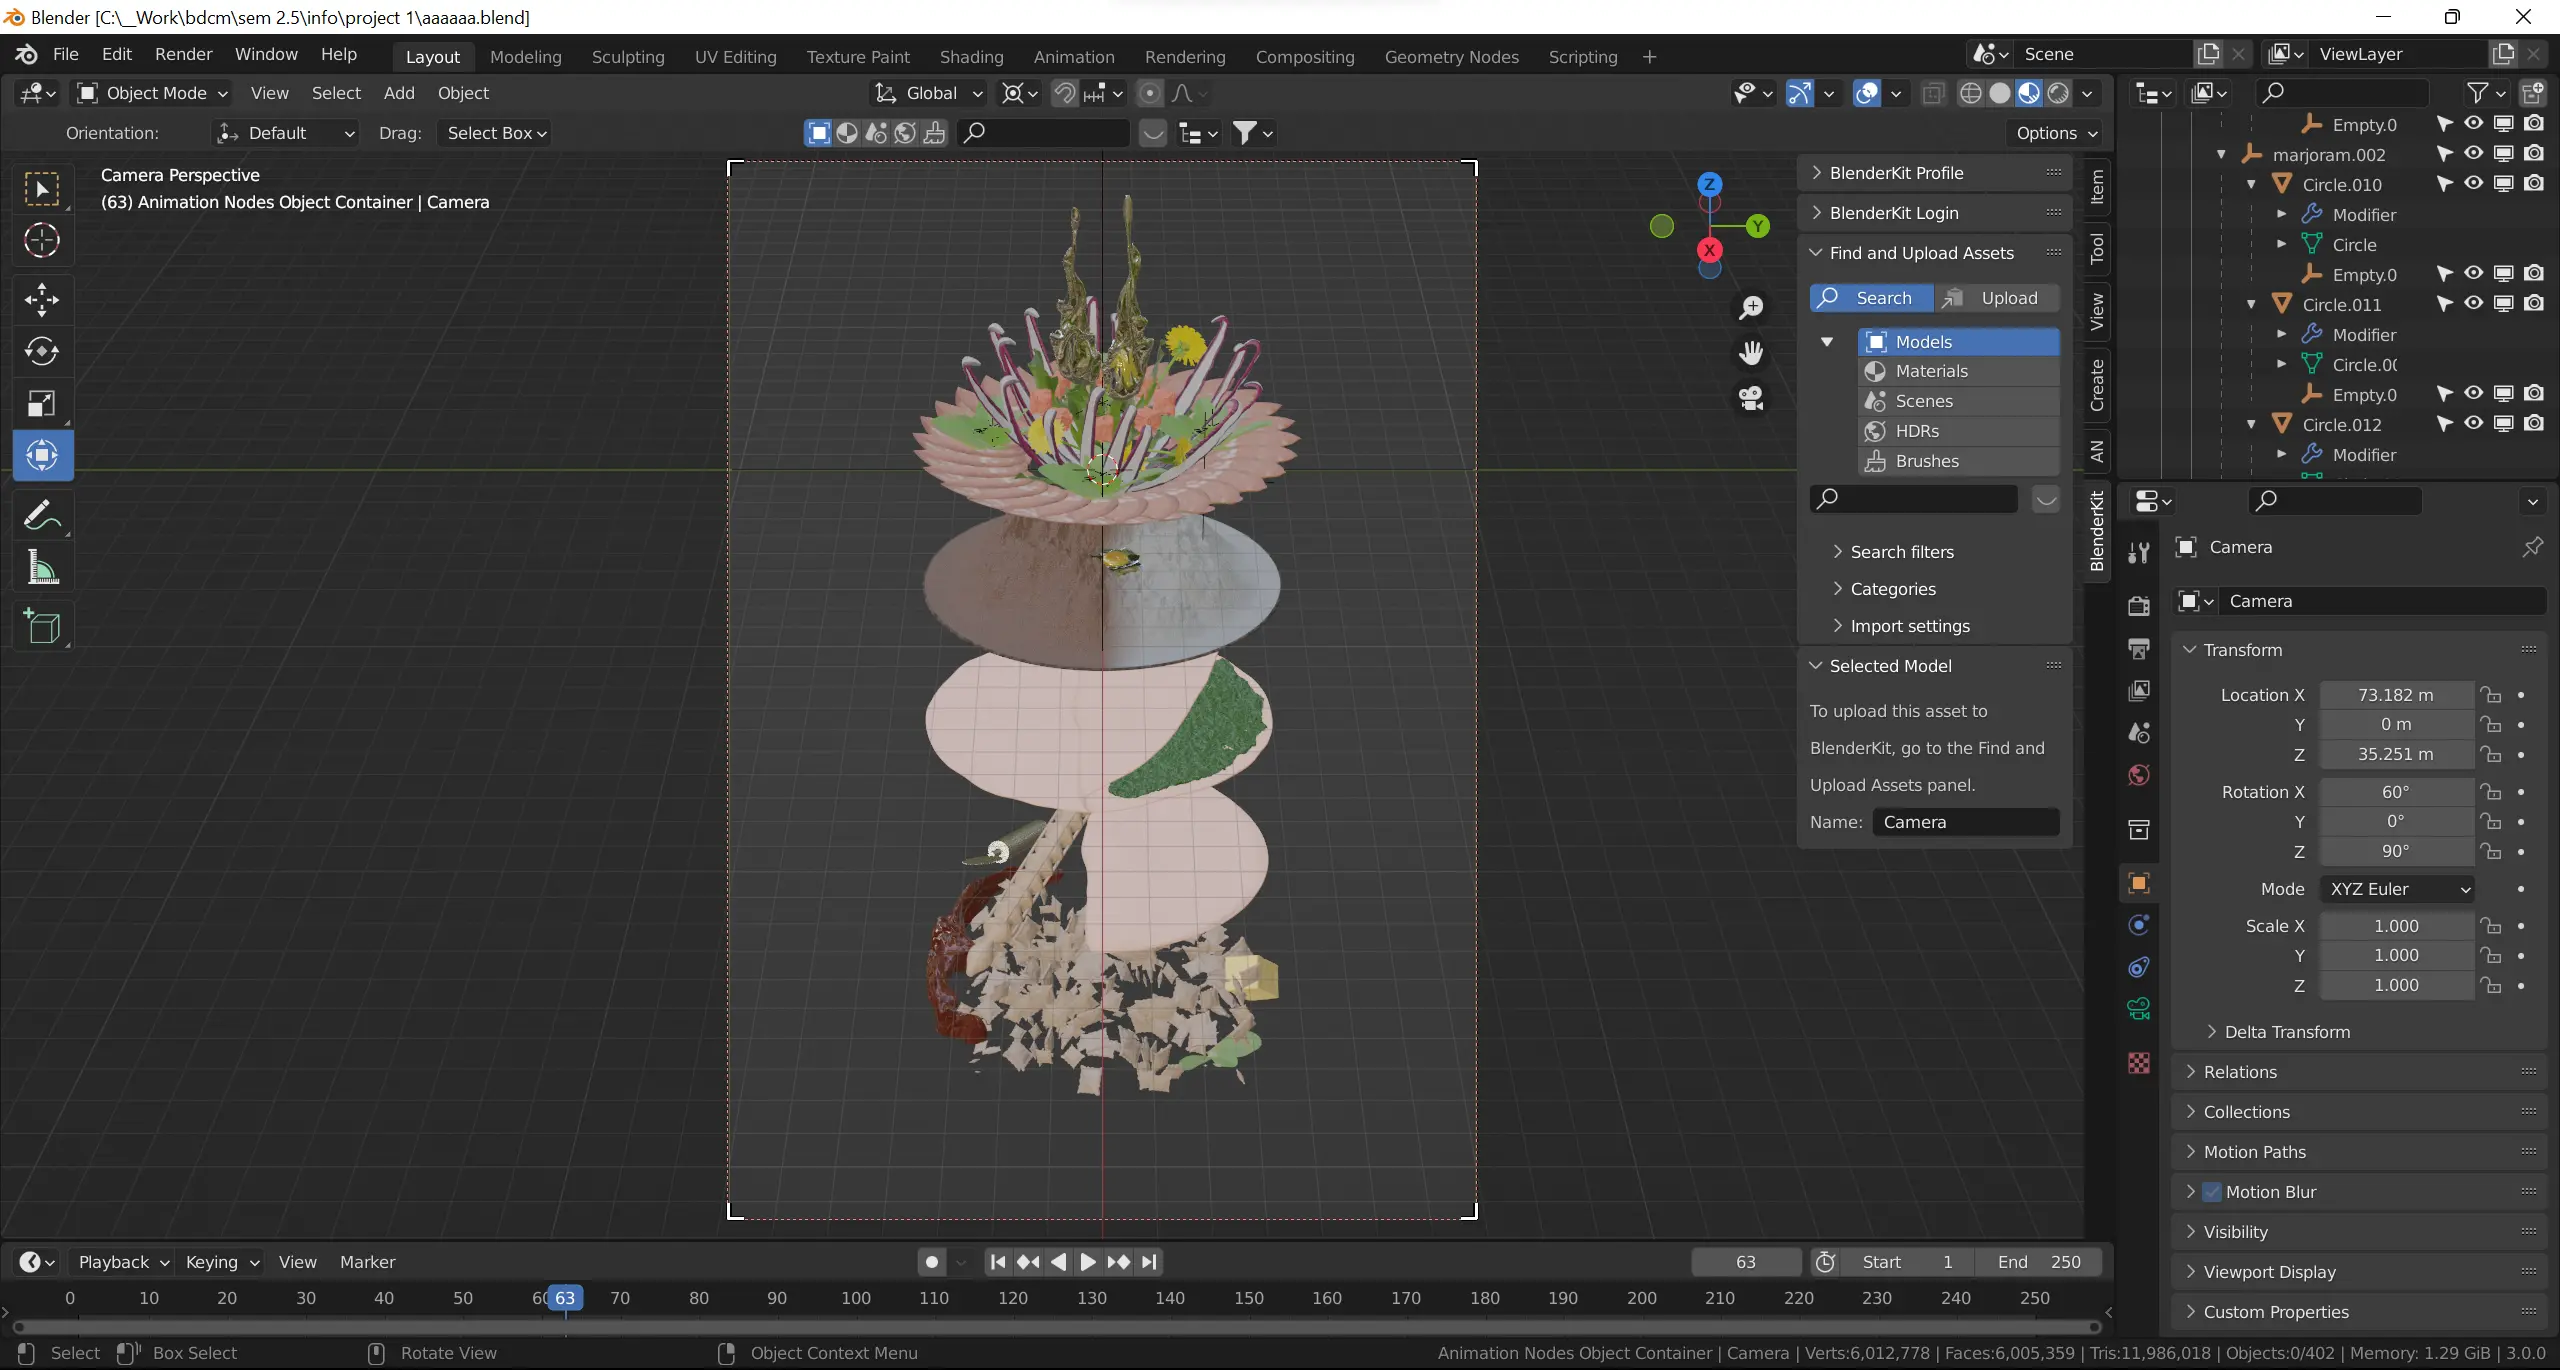 Blender [C:\__Work\bdcm\sem 2.5\info\project 1\aaaaaa.blend]
File Edit Render Window Help Layout Modeling Sculpting UV Editing Texture Paint Shading Animation Rendering Compositing Geometry Nodes Scripting + Scene ViewLayer
Object Mode View Select Add Object Global
Orientation: Default Drag: Select Box Options
Camera Perspective
(63) Animation Nodes Object Container | Camera
Z
Y
X
BlenderKit Profile
BlenderKit Login
Find and Upload Assets
Search Upload
Models
Materials
Scenes
HDRs
Brushes
Search filters
Categories
Import settings
Selected Model
To upload this asset to
BlenderKit, go to the Find and
Upload Assets panel.
Name: Camera
Item
Tool
View
Create
AN
BlenderKit
Empty.0
marjoram.002
Circle.010
Modifier
Circle
Empty.0
Circle.011
Modifier
Circle.00
Empty.0
Circle.012
Modifier
Camera
Camera
Transform
Location X 73.182 m
Y 0 m
Z 35.251 m
Rotation X 60°
Y 0°
Z 90°
Mode XYZ Euler
Scale X 1.000
Y 1.000
Z 1.000
Delta Transform
Relations
Collections
Motion Paths
Motion Blur
Visibility
Viewport Display
Custom Properties
Playback Keying View Marker 63 Start 1 End 250
0 10 20 30 40 50 60 63 70 80 90 100 110 120 130 140 150 160 170 180 190 200 210 220 230 240 250
Select Box Select Rotate View Object Context Menu Animation Nodes Object Container | Camera | Verts:6,012,778 | Faces:6,005,359 | Tris:11,986,018 | Objects:0/402 | Memory: 1.29 GiB | 3.0.0